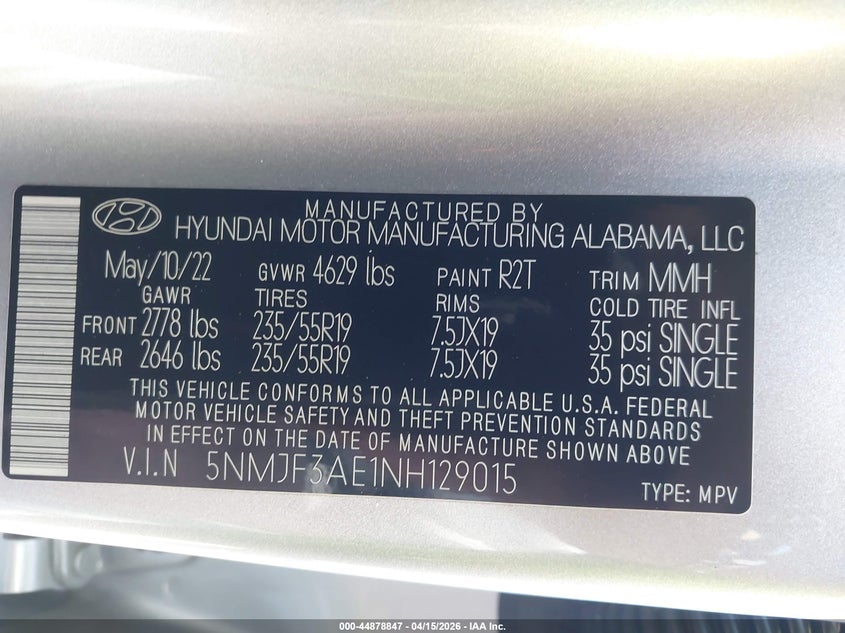 MANUFACTURED BY
HYUNDAI MOTOR MANUFACTURING ALABAMA, LLC
May/10/22 GVWR 4629 lbs PAINT R2T TRIM MMH
GAWR TIRES RIMS COLD TIRE INFL
FRONT 2778 lbs 235/55R19 7.5JX19 35 psi SINGLE
REAR 2646 lbs 235/55R19 7.5JX19 35 psi SINGLE
THIS VEHICLE CONFORMS TO ALL APPLICABLE U.S.A. FEDERAL
MOTOR VEHICLE SAFETY AND THEFT PREVENTION STANDARDS
IN EFFECT ON THE DATE OF MANUFACTURE SHOWN ABOVE
V.I.N 5NMJF3AE1NH129015
TYPE: MPV
000-44878847 - 04/15/2026 - IAA Inc.